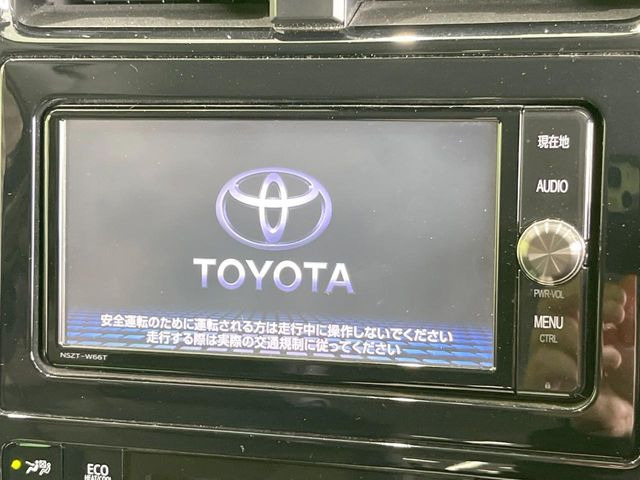 現在地
AUDIO
TOYOTA
PWR-VOL
安全運転のために運転される方は走行中に操作しないでください
走行する際は実際の交通規制に従ってください
MENU
CTRL
NSZT-W66T
ECO
HEAT/COOL